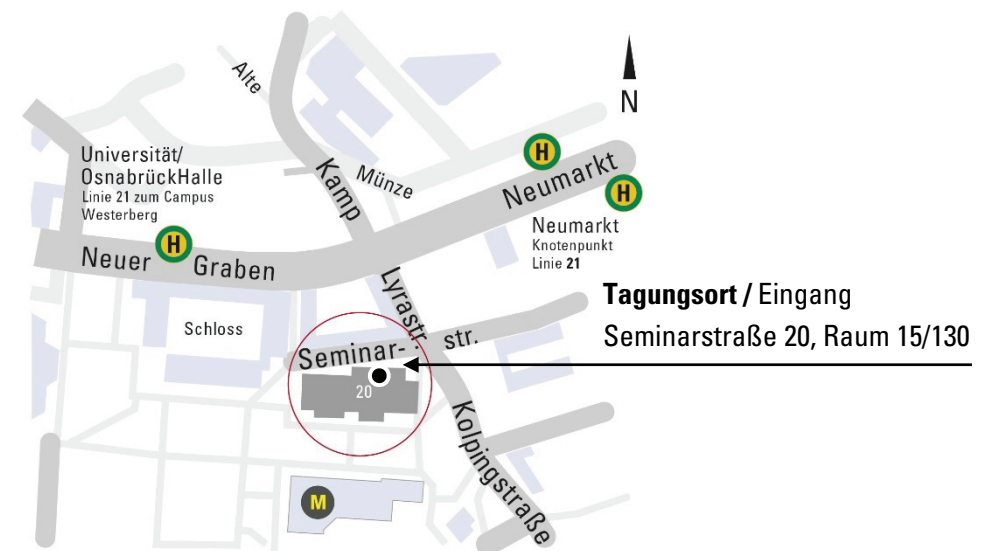 Alte
N
Universität/
OsnabrückHalle
Linie 21 zum Campus
Westerberg
H
Neuer Graben
Kamp
Münze
H
Neumarkt
H
Neumarkt
Knotenpunkt
Linie 21
Schloss
Lyrastr.
Seminar- str.
20
Tagungsort / Eingang
Seminarstraße 20, Raum 15/130
Kolpingstraße
M